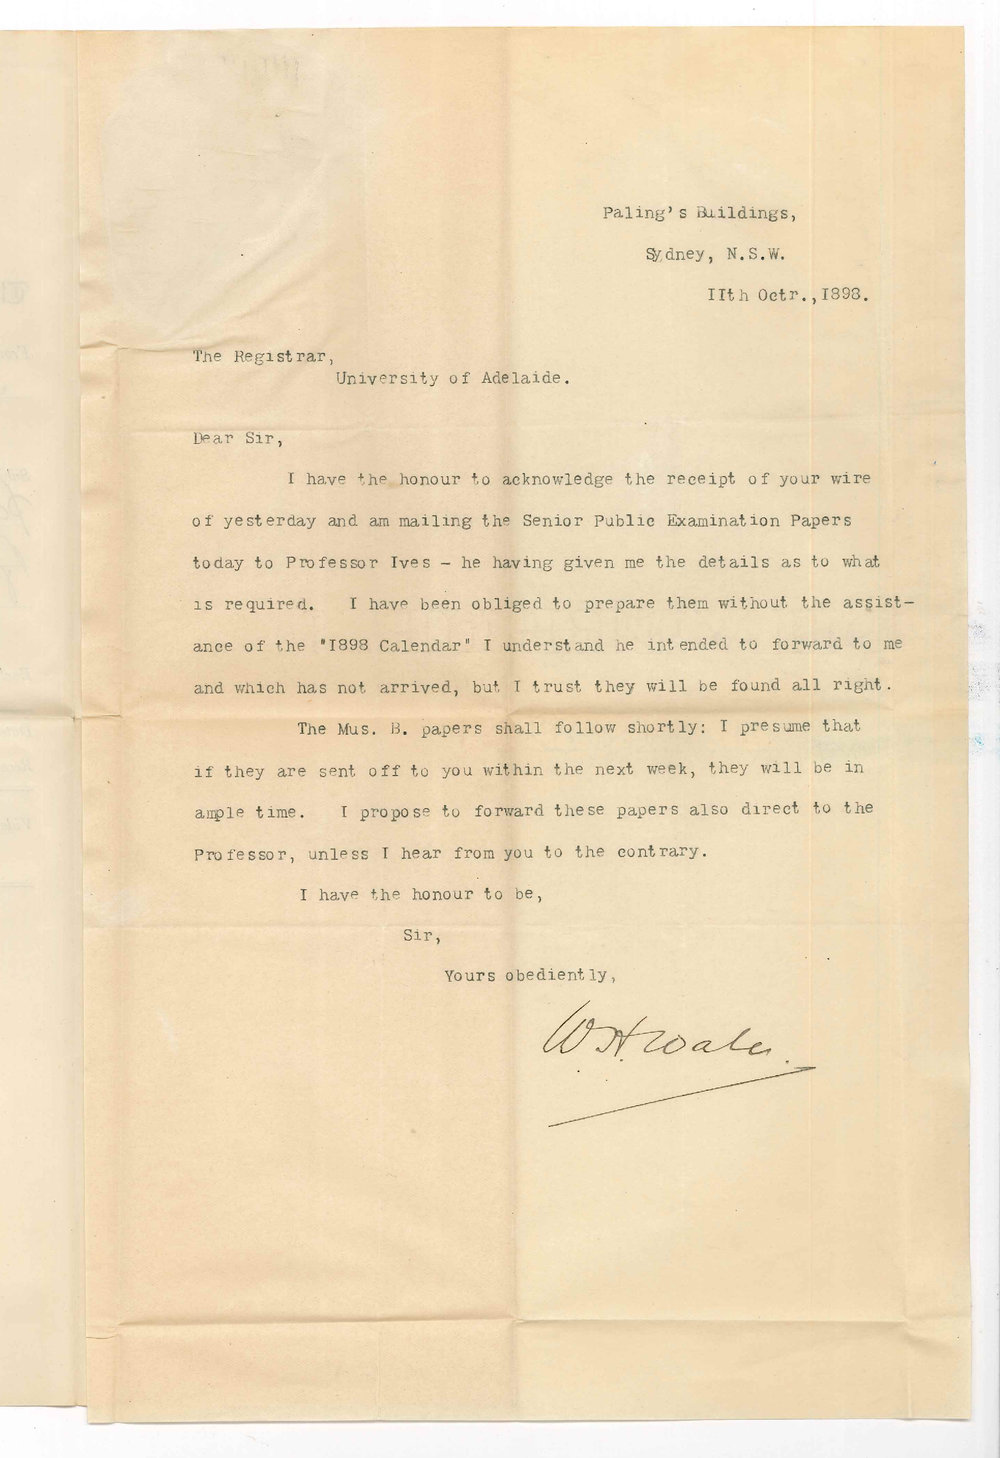 Paling's Buildings,
Sydney, N.S.W.
IIth Octr., I898.
The Registrar,
University of Adelaide.
Dear Sir,
I have the honour to acknowledge the receipt of your wire
of yesterday and am mailing the Senior Public Examination Papers
today to Professor Ives - he having given me the details as to what
is required. I have been obliged to prepare them without the assist-
ance of the "I898 Calendar" I understand he intended to forward to me
and which has not arrived, but I trust they will be found all right.
The Mus. B. papers shall follow shortly: I presume that
if they are sent off to you within the next week, they will be in
ample time. I propose to forward these papers also direct to the
Professor, unless I hear from you to the contrary.
I have the honour to be,
Sir,
Yours obediently,
W. H. Wale